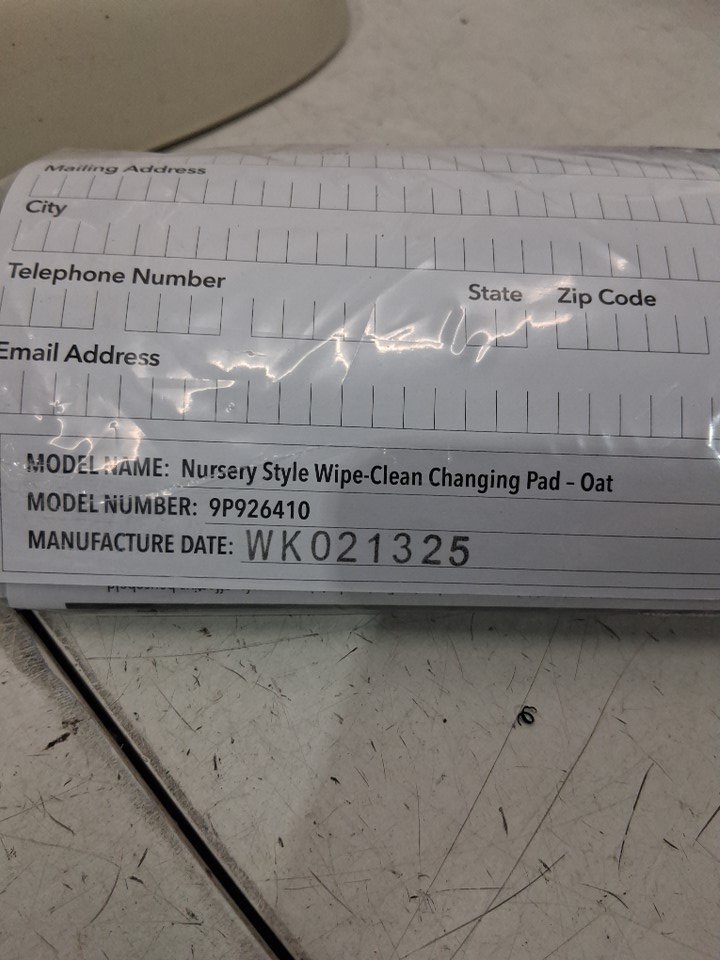 Mailing Address
City
Telephone Number
State Zip Code
Email Address
MODEL NAME: Nursery Style Wipe-Clean Changing Pad – Oat
MODEL NUMBER: 9P926410
MANUFACTURE DATE: WK021325